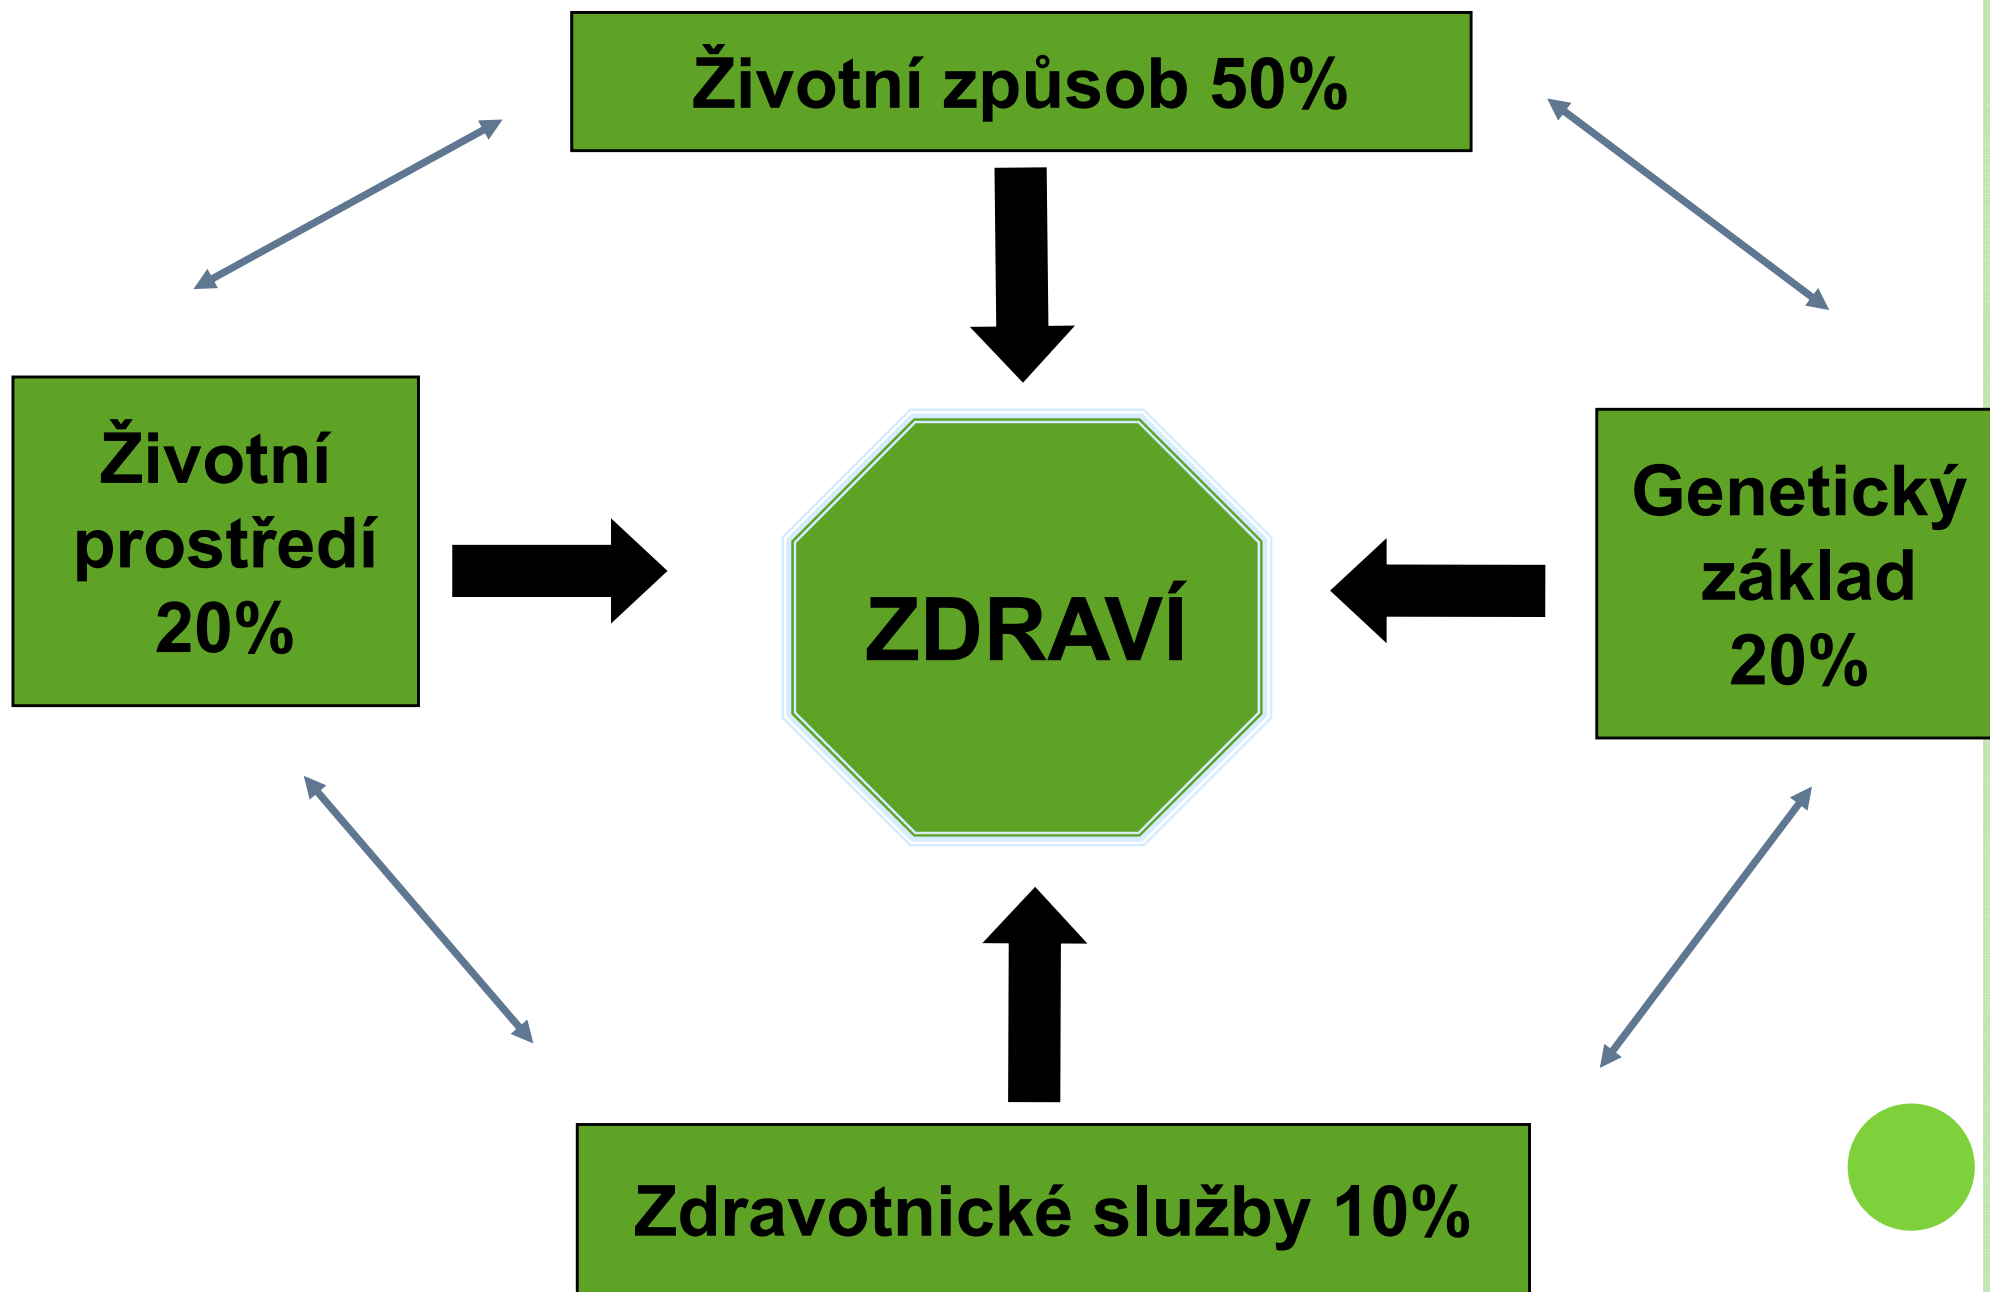 Životní způsob 50%
Životní
prostředí
20%
ZDRAVÍ
Genetický
základ
20%
Zdravotnické služby 10%